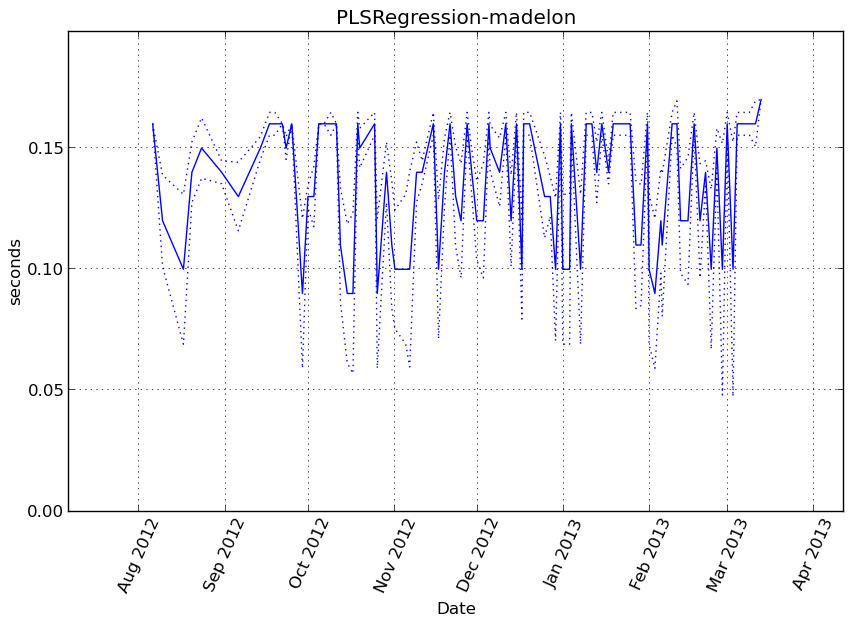 PLSRegression-madelon
seconds
0.15
0.10
0.05
0.00
Aug 2012
Sep 2012
Oct 2012
Nov 2012
Dec 2012
Jan 2013
Feb 2013
Mar 2013
Apr 2013
Date